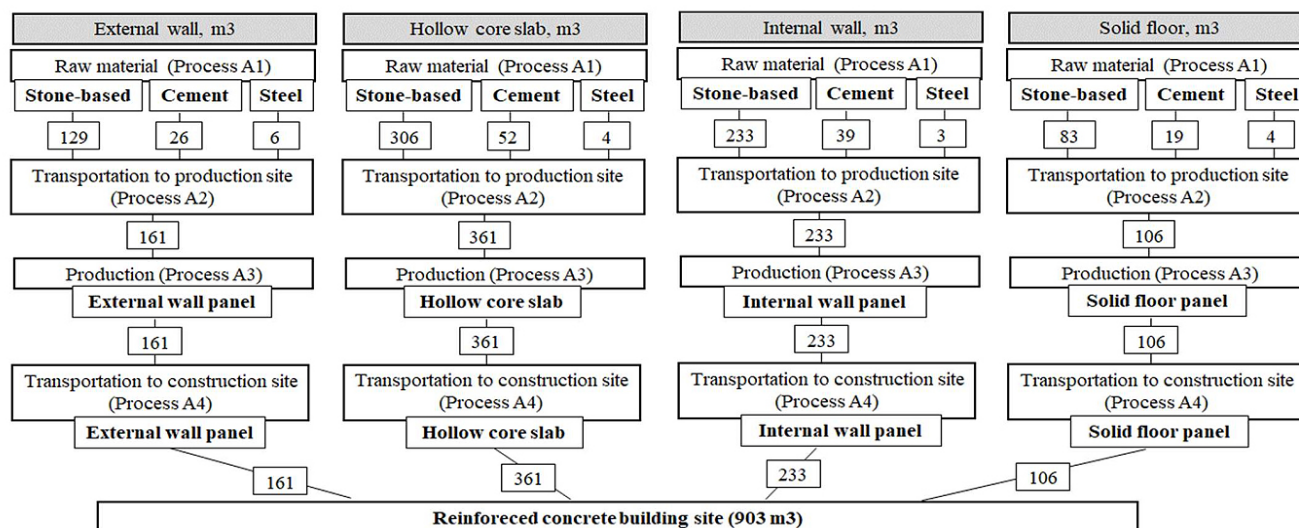 External wall, m3
Raw material (Process A1)
Stone-based Cement Steel
129 26 6
Transportation to production site
(Process A2)
161
Production (Process A3)
External wall panel
161
Transportation to construction site
(Process A4)
External wall panel
161
Hollow core slab, m3
Raw material (Process A1)
Stone-based Cement Steel
306 52 4
Transportation to production site
(Process A2)
361
Production (Process A3)
Hollow core slab
361
Transportation to construction site
(Process A4)
Hollow core slab
361
Internal wall, m3
Raw material (Process A1)
Stone-based Cement Steel
233 39 3
Transportation to production site
(Process A2)
233
Production (Process A3)
Internal wall panel
233
Transportation to construction site
(Process A4)
Internal wall panel
233
Solid floor, m3
Raw material (Process A1)
Stone-based Cement Steel
83 19 4
Transportation to production site
(Process A2)
106
Production (Process A3)
Solid floor panel
106
Transportation to construction site
(Process A4)
Solid floor panel
106
Reinforeced concrete building site (903 m3)